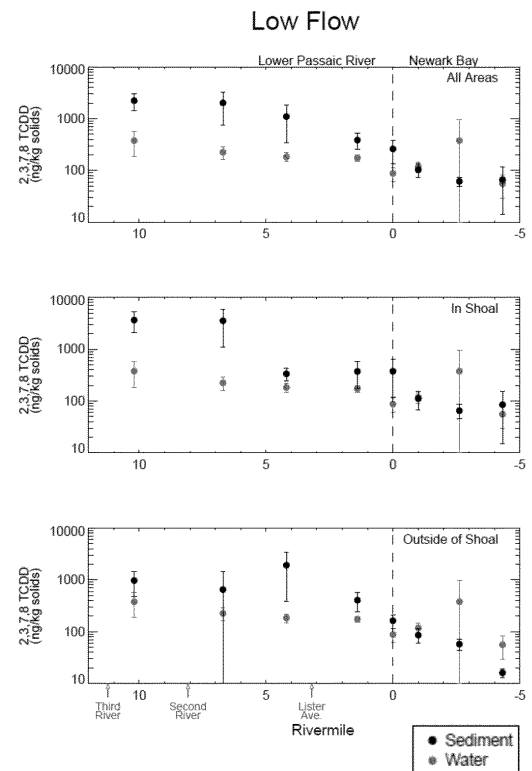 Low Flow
Lower Passaic River
Newark Bay
All Areas
2,3,7,8 TCDD
(ng/kg solids)
10000
1000
100
10
10
5
0
-5
In Shoal
2,3,7,8 TCDD
(ng/kg solids)
10000
1000
100
10
10
5
0
-5
Outside of Shoal
2,3,7,8 TCDD
(ng/kg solids)
10000
1000
100
10
10
5
0
-5
Third
River
Second
River
Lister
Ave.
Rivermile
Sediment
Water